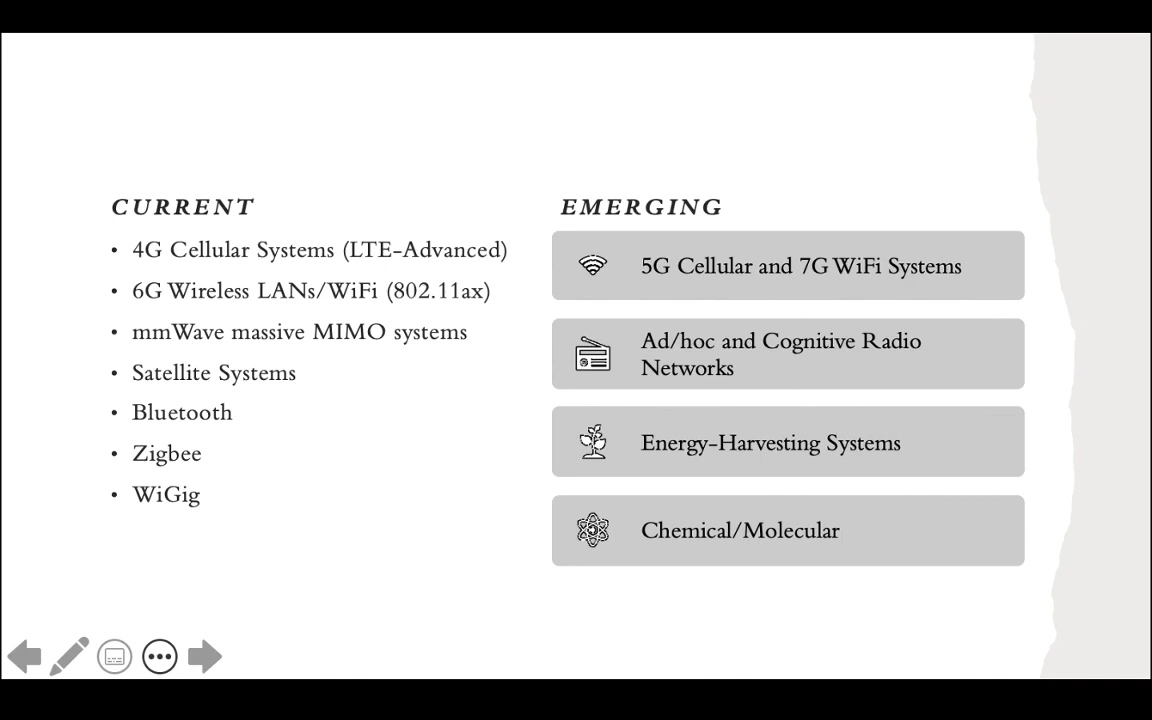 CURRENT
• 4G Cellular Systems (LTE-Advanced)
• 6G Wireless LANs/WiFi (802.11ax)
• mmWave massive MIMO systems
• Satellite Systems
• Bluetooth
• Zigbee
• WiGig
EMERGING
5G Cellular and 7G WiFi Systems
Ad/hoc and Cognitive Radio
Networks
Energy-Harvesting Systems
Chemical/Molecular